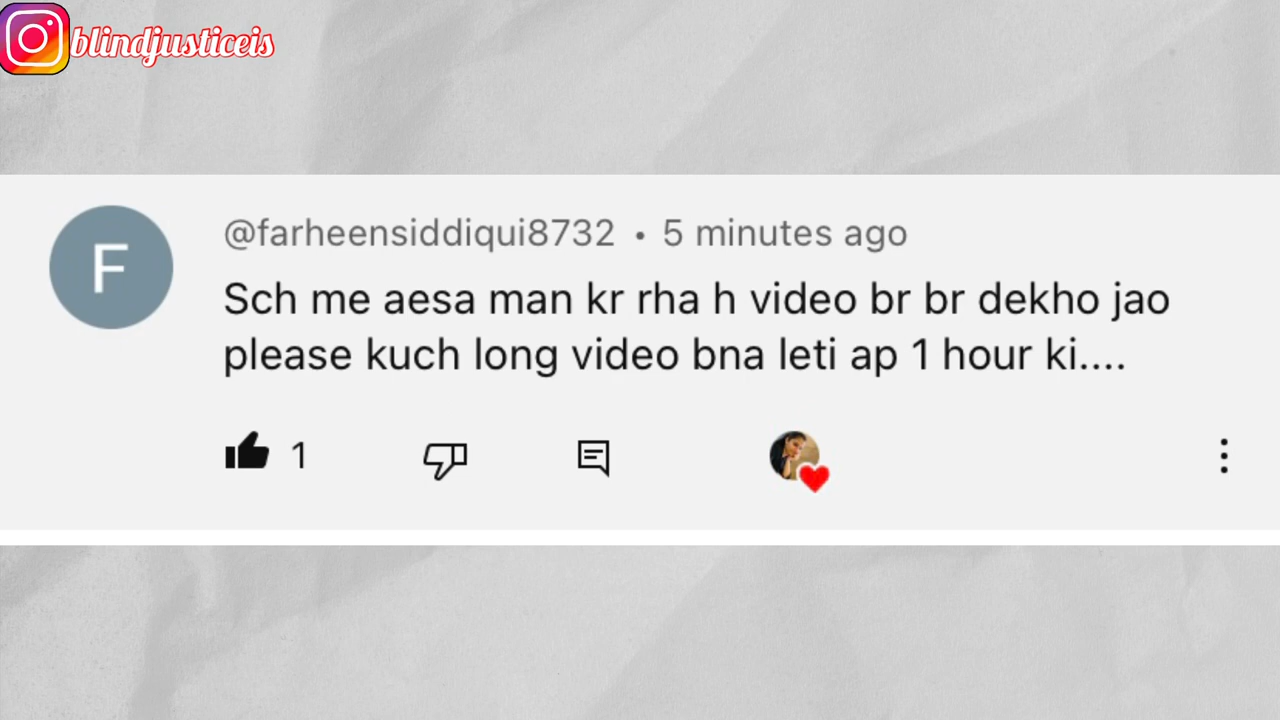 blindjusticeis
F
@farheensiddiqui8732 • 5 minutes ago
Sch me aesa man kr rha h video br br dekho jao
please kuch long video bna leti ap 1 hour ki....
1